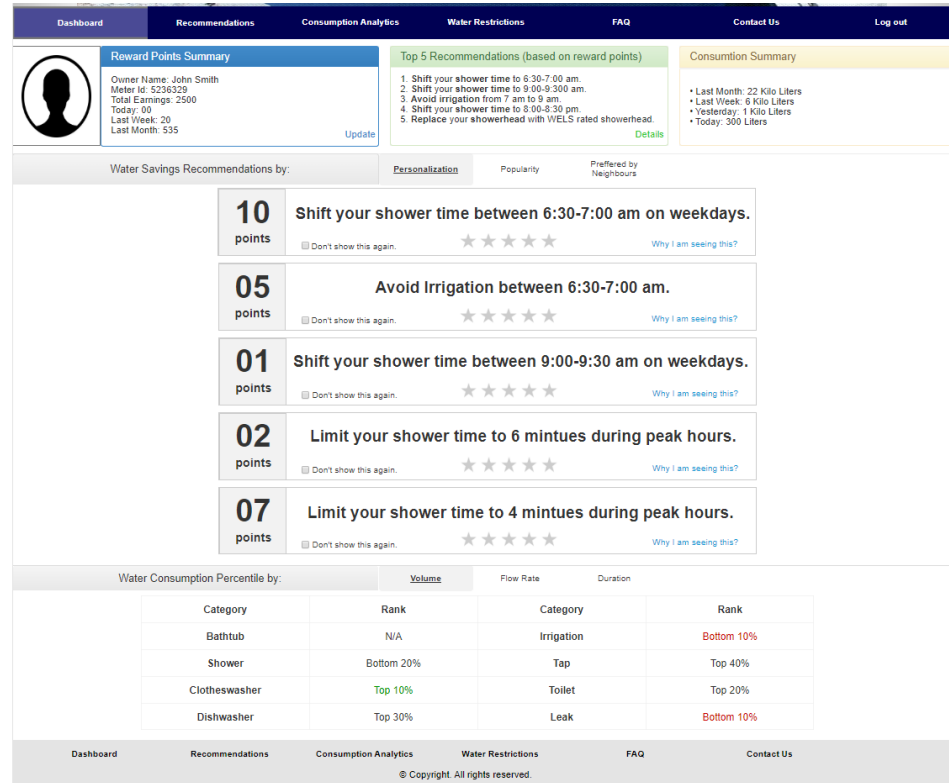 Dashboard Recommendations Consumption Analytics Water Restrictions FAQ Contact Us Log out
Reward Points Summary
Owner Name: John Smith
Meter Id: 5236329
Total Earnings: 2500
Today: 00
Last Week: 20
Last Month: 535
Update
Top 5 Recommendations (based on reward points)
1. Shift your shower time to 6:30-7:00 am.
2. Shift your shower time to 9:00-9:300 am.
3. Avoid irrigation from 7 am to 9 am.
4. Shift your shower time to 8:00-8:30 pm.
5. Replace your showerhead with WELS rated showerhead.
Details
Consumtion Summary
• Last Month: 22 Kilo Liters
• Last Week: 6 Kilo Liters
• Yesterday: 1 Kilo Liters
• Today: 300 Liters
Water Savings Recommendations by: Personalization Popularity Preffered by
Neighbours
10
points
Shift your shower time between 6:30-7:00 am on weekdays.
Don't show this again. Why I am seeing this?
05
points
Avoid Irrigation between 6:30-7:00 am.
Don't show this again. Why I am seeing this?
01
points
Shift your shower time between 9:00-9:30 am on weekdays.
Don't show this again. Why I am seeing this?
02
points
Limit your shower time to 6 mintues during peak hours.
Don't show this again. Why I am seeing this?
07
points
Limit your shower time to 4 mintues during peak hours.
Don't show this again. Why I am seeing this?
Water Consumption Percentile by: Volume Flow Rate Duration
Category Rank Category Rank
Bathtub N/A Irrigation Bottom 10%
Shower Bottom 20% Tap Top 40%
Clotheswasher Top 10% Toilet Top 20%
Dishwasher Top 30% Leak Bottom 10%
Dashboard Recommendations Consumption Analytics Water Restrictions FAQ Contact Us
© Copyright. All rights reserved.